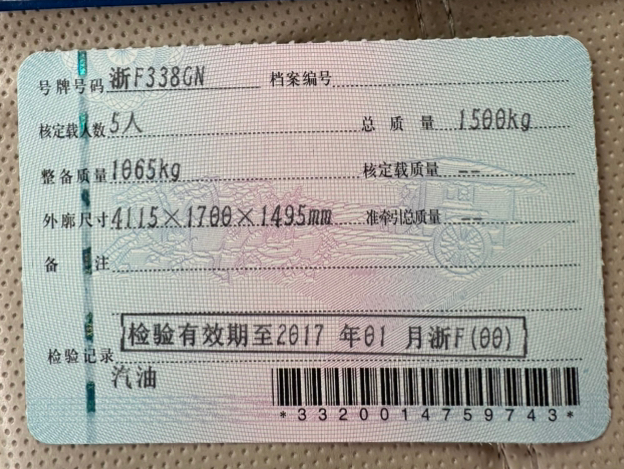 号牌号码 浙F338GN 档案编号
核定载人数 5人 总质量 1500kg
整备质量 1065kg 核定载质量 --
外廓尺寸 4115×1700×1495mm 准牵引总质量 --
备注
检验有效期至2017 年01 月浙F(00)
检验记录
汽油
*3320014759743*